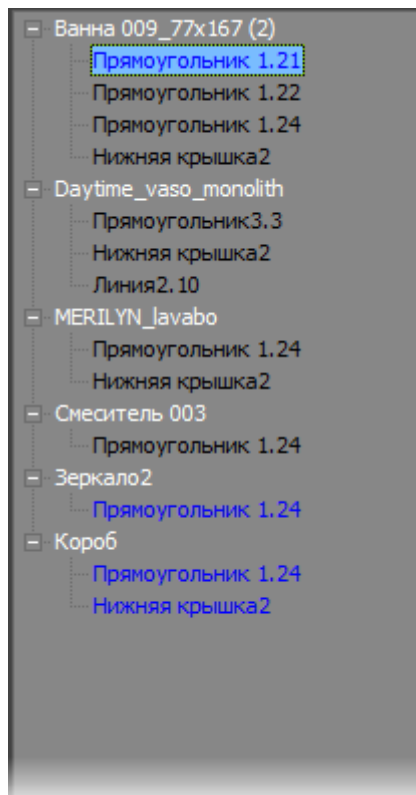 Ванна 009_77x167 (2)
Прямоугольник 1.21
Прямоугольник 1.22
Прямоугольник 1.24
Нижняя крышка2
Daytime_vaso_monolith
Прямоугольник3.3
Нижняя крышка2
Линия2.10
MERILYN_lavabo
Прямоугольник 1.24
Нижняя крышка2
Смеситель 003
Прямоугольник 1.24
Зеркало2
Прямоугольник 1.24
Короб
Прямоугольник 1.24
Нижняя крышка2